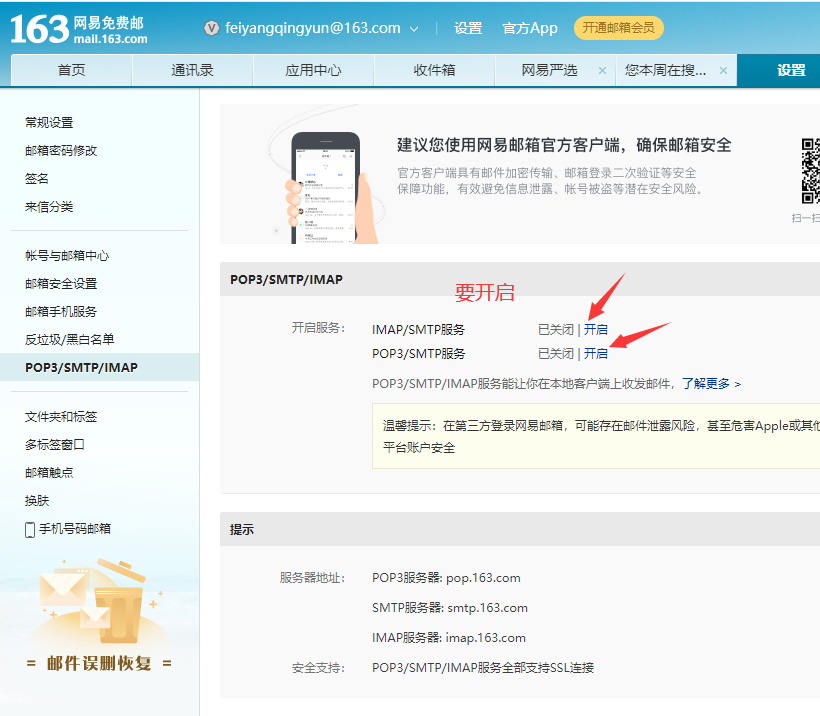 163 网易免费邮
mail.163.com
V feiyangqingyun@163.com
设置
官方App
开通邮箱会员
首页
通讯录
应用中心
收件箱
网易严选 ×
您本周在搜... ×
设置
常规设置
邮箱密码修改
签名
来信分类
帐号与邮箱中心
邮箱安全设置
邮箱手机服务
反垃圾/黑白名单
POP3/SMTP/IMAP
文件夹和标签
多标签窗口
邮箱触点
换肤
手机号码邮箱
= 邮件误删恢复 =
建议您使用网易邮箱官方客户端，确保邮箱安全
官方客户端具有邮件加密传输、邮箱登录二次验证等安全
保障功能，有效避免信息泄露、帐号被盗等潜在安全风险。
扫一扫
POP3/SMTP/IMAP
要开启
开启服务：
IMAP/SMTP服务 已关闭 | 开启
POP3/SMTP服务 已关闭 | 开启
POP3/SMTP/IMAP服务能让你在本地客户端上收发邮件，了解更多 >
温馨提示：在第三方登录网易邮箱，可能存在邮件泄露风险，甚至危害Apple或其他
平台账户安全
提示
服务器地址：
POP3服务器: pop.163.com
SMTP服务器: smtp.163.com
IMAP服务器: imap.163.com
安全支持：
POP3/SMTP/IMAP服务全部支持SSL连接